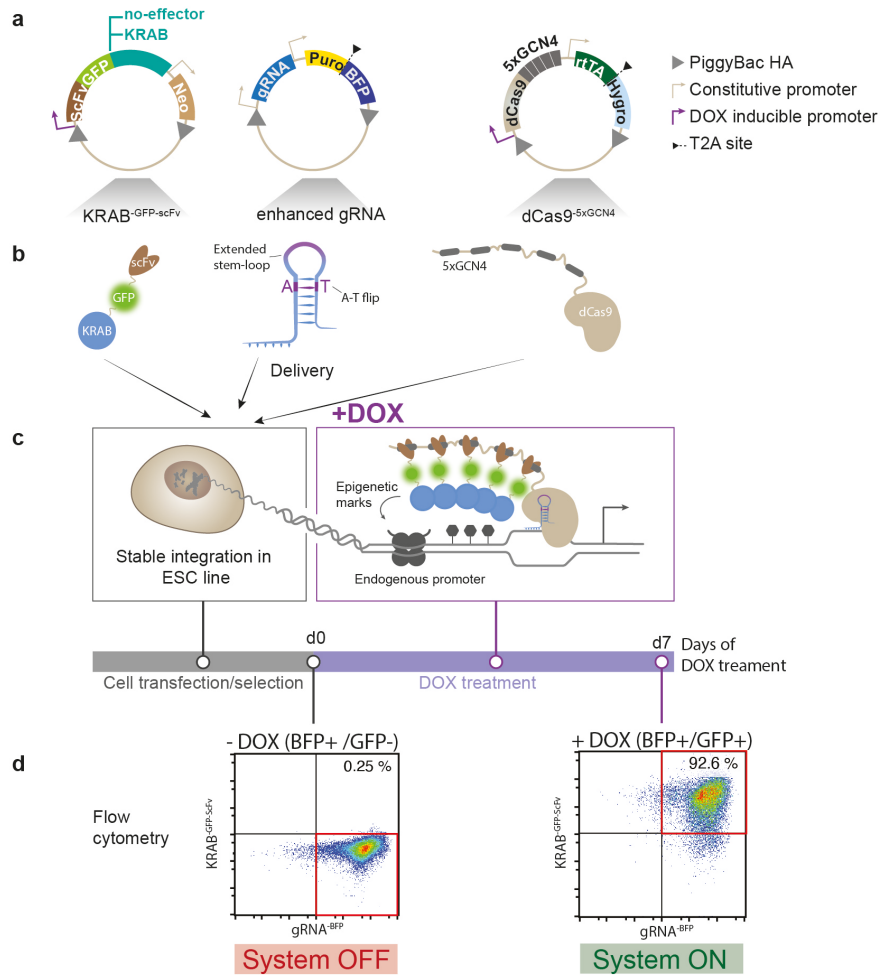 a
no-effector
KRAB
ScFv
GFP
Neo
gRNA
Puro
BFP
5xGCN4
dCas9
rtTA
Hygro
PiggyBac HA
Constitutive promoter
DOX inducible promoter
T2A site
KRAB-GFP-scFv
enhanced gRNA
dCas9-5xGCN4
b
scFv
GFP
KRAB
Extended
stem-loop
A
T
A-T flip
5xGCN4
dCas9
Delivery
+DOX
c
Stable integration in
ESC line
Epigenetic
marks
Endogenous promoter
d0
d7
Days of
DOX treament
Cell transfection/selection
DOX treatment
d
Flow
cytometry
- DOX (BFP+ /GFP-)
0.25 %
KRAB-GFP-ScFv
gRNA-BFP
System OFF
+ DOX (BFP+/GFP+)
92.6 %
KRAB-GFP-ScFv
gRNA-BFP
System ON